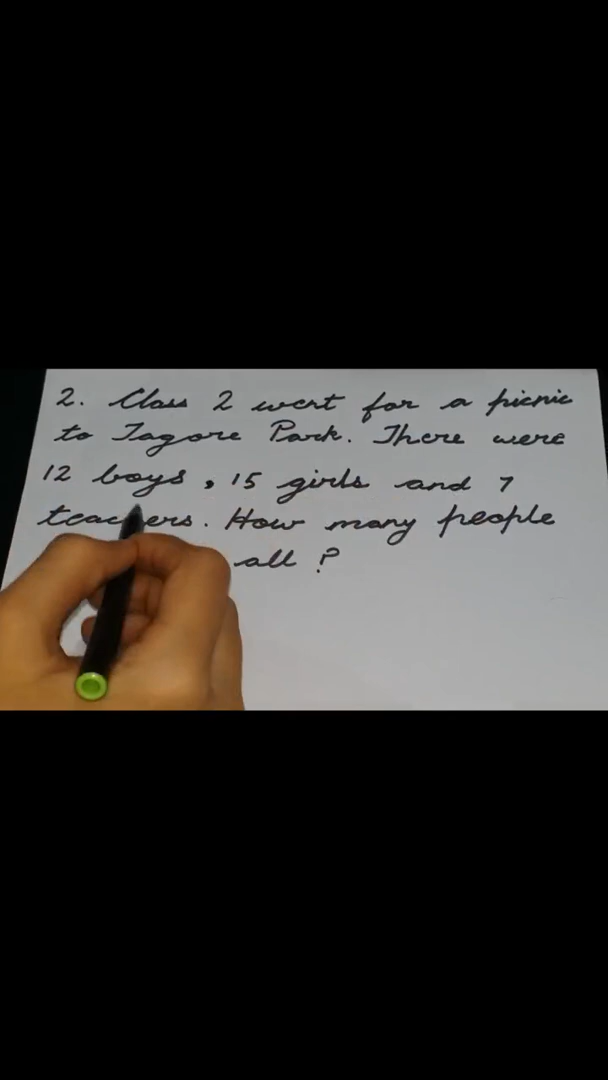 2. Class 2 went for a picnic
to Tagore Park. There were
12 boys, 15 girls and 7
teachers. How many people
all ?